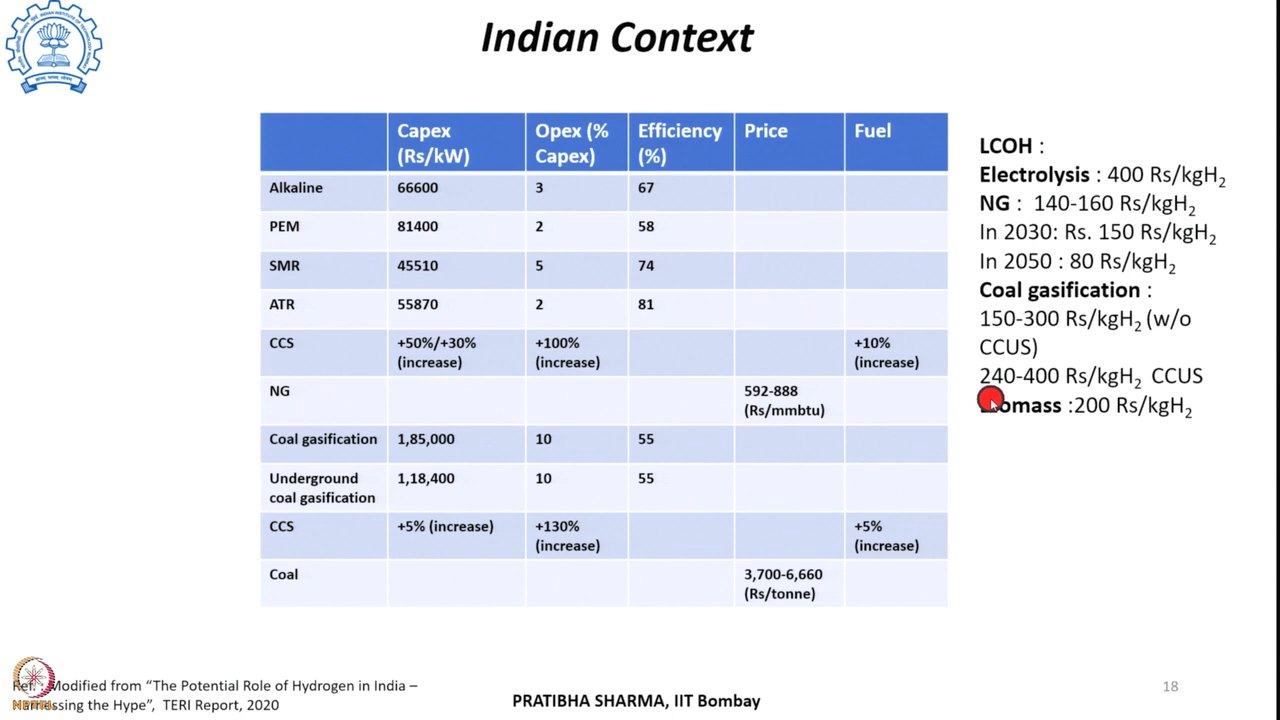 Indian Context
Capex (Rs/kW) Opex (% Capex) Efficiency (%) Price Fuel
Alkaline 66600 3 67
PEM 81400 2 58
SMR 45510 5 74
ATR 55870 2 81
CCS +50%/+30% (increase) +100% (increase) +10% (increase)
NG 592-888 (Rs/mmbtu)
Coal gasification 1,85,000 10 55
Underground coal gasification 1,18,400 10 55
CCS +5% (increase) +130% (increase) +5% (increase)
Coal 3,700-6,660 (Rs/tonne)
LCOH :
Electrolysis : 400 Rs/kgH2
NG : 140-160 Rs/kgH2
In 2030: Rs. 150 Rs/kgH2
In 2050 : 80 Rs/kgH2
Coal gasification :
150-300 Rs/kgH2 (w/o
CCUS)
240-400 Rs/kgH2 CCUS
:200 Rs/kgH2
Ref. : Modified from “The Potential Role of Hydrogen in India –
the Hype”, TERI Report, 2020
PRATIBHA SHARMA, IIT Bombay
18